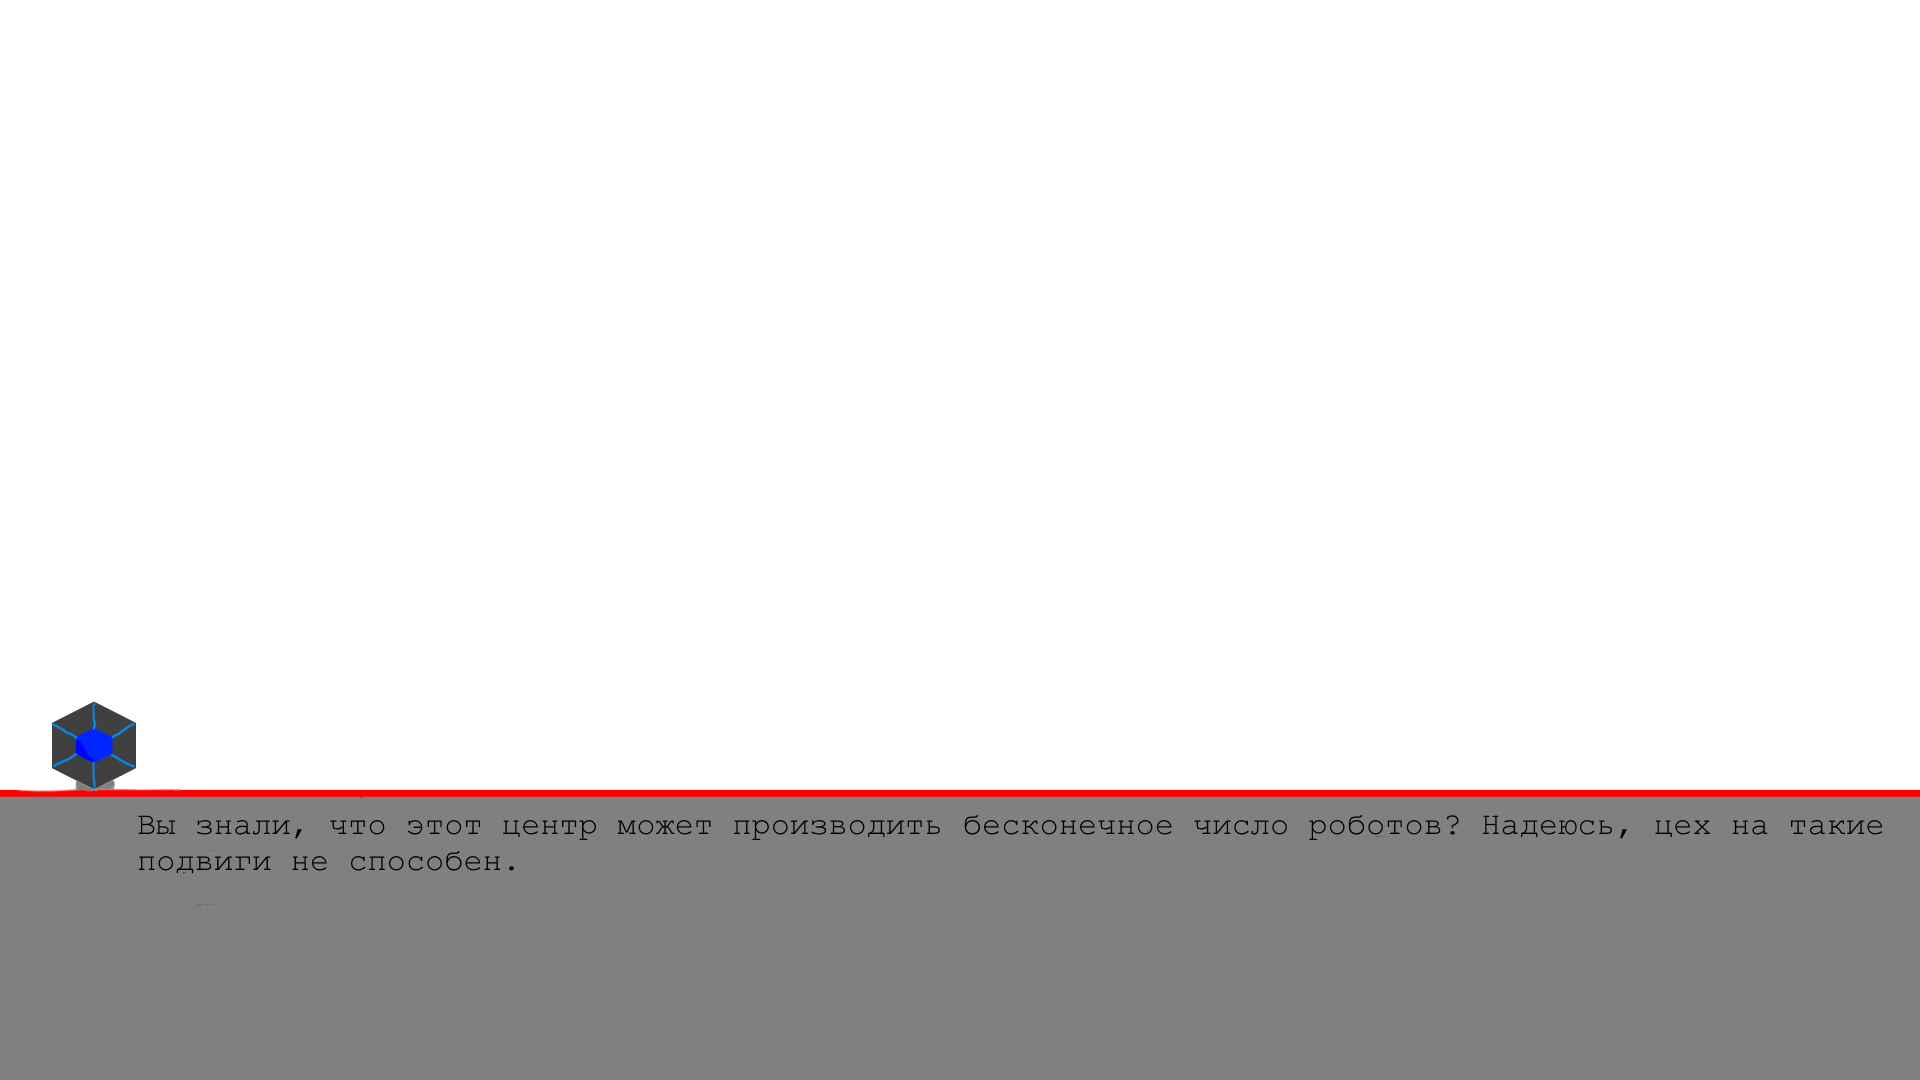 Вы знали, что этот центр может производить бесконечное число роботов? Надеюсь, цех на такие
подвиги не способен.